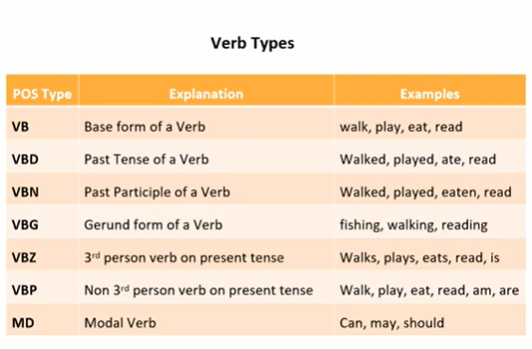 Verb Types
POS Type Explanation Examples
VB Base form of a Verb walk, play, eat, read
VBD Past Tense of a Verb Walked, played, ate, read
VBN Past Participle of a Verb Walked, played, eaten, read
VBG Gerund form of a Verb fishing, walking, reading
VBZ 3rd person verb on present tense Walks, plays, eats, read, is
VBP Non 3rd person verb on present tense Walk, play, eat, read, am, are
MD Modal Verb Can, may, should